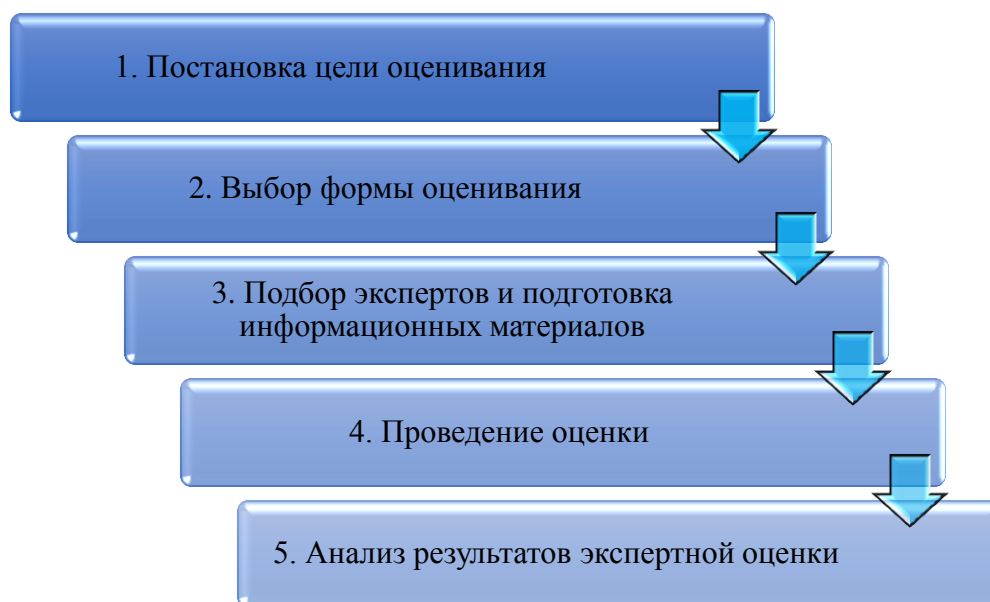 1. Постановка цели оценивания
2. Выбор формы оценивания
3. Подбор экспертов и подготовка
информационных материалов
4. Проведение оценки
5. Анализ результатов экспертной оценки